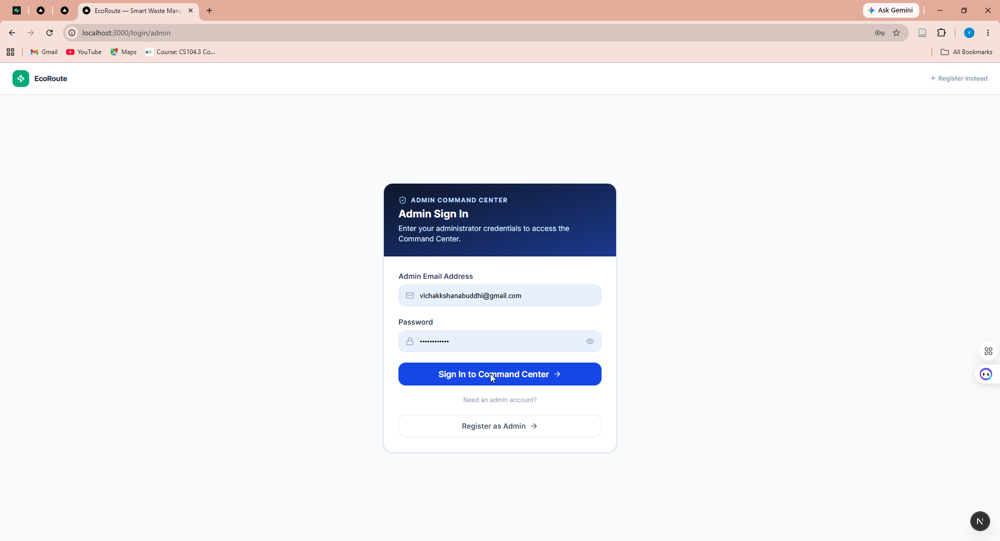 EcoRoute — Smart Waste Mana
Ask Gemini
localhost:3000/login/admin
V
Gmail
YouTube
Maps
Course: CS104.3 Co...
All Bookmarks
EcoRoute
← Register instead
ADMIN COMMAND CENTER
Admin Sign In
Enter your administrator credentials to access the
Command Center.
Admin Email Address
vichakkshanabuddhi@gmail.com
Password
••••••••••••
Sign In to Command Center →
Need an admin account?
Register as Admin →
N